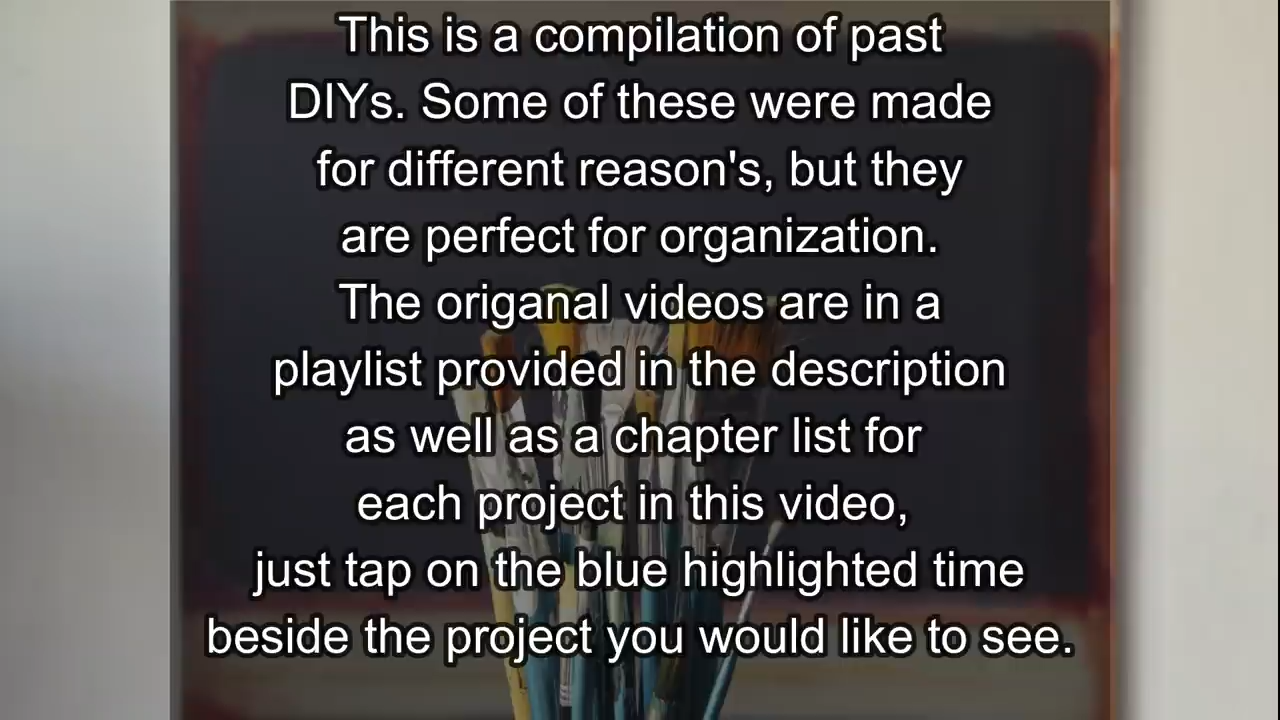 This is a compilation of past
DIYs. Some of these were made
for different reason's, but they
are perfect for organization.
The origanal videos are in a
playlist provided in the description
as well as a chapter list for
each project in this video,
just tap on the blue highlighted time
beside the project you would like to see.